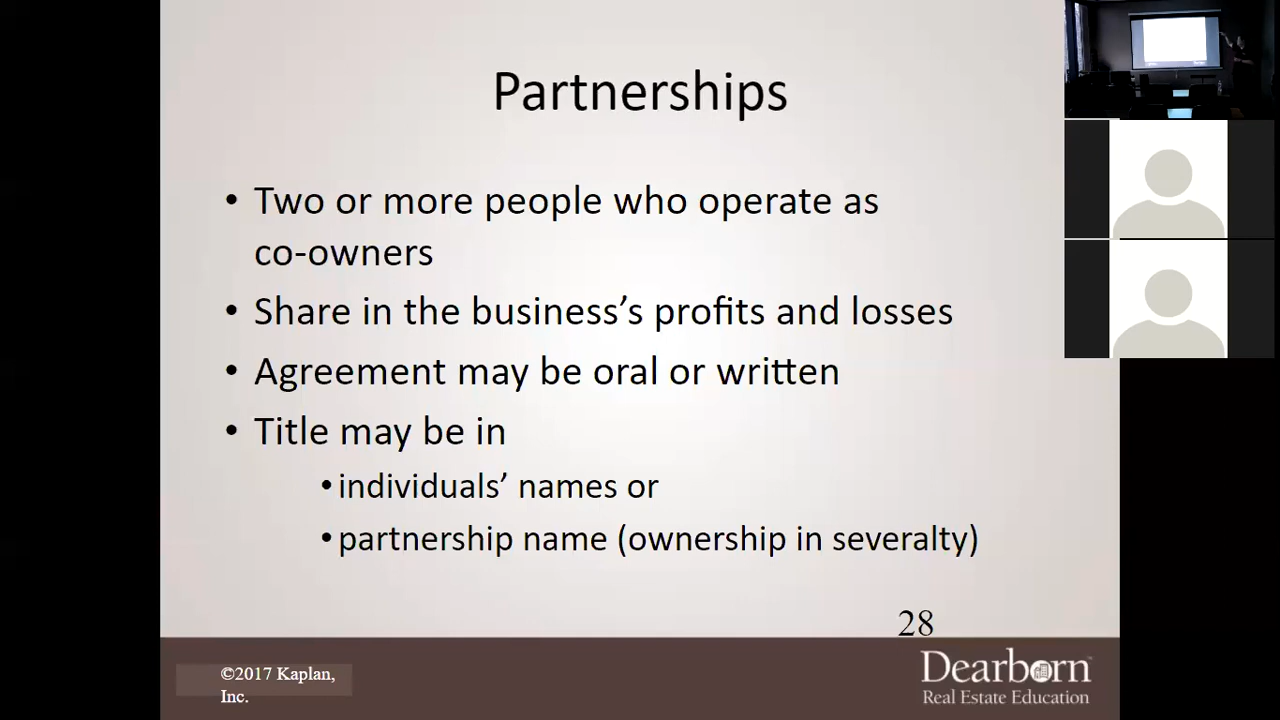 Partnerships
• Two or more people who operate as
co-owners
• Share in the business’s profits and losses
• Agreement may be oral or written
• Title may be in
• individuals’ names or
• partnership name (ownership in severalty)
28
©2017 Kaplan,
Inc.
Dearborn
Real Estate Education